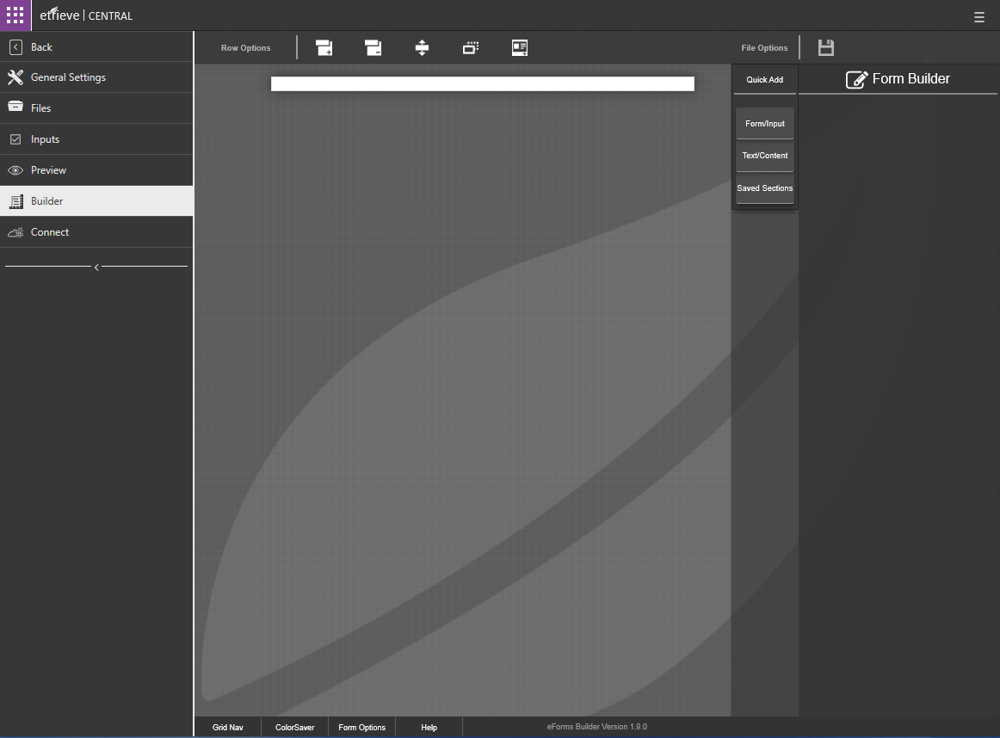 etrieve | CENTRAL
Back
General Settings
Files
Inputs
Preview
Builder
Connect
Row Options
File Options
Quick Add
Form/Input
Text/Content
Saved Sections
Form Builder
Grid Nav
ColorSaver
Form Options
Help
eForms Builder Version 1.9.0